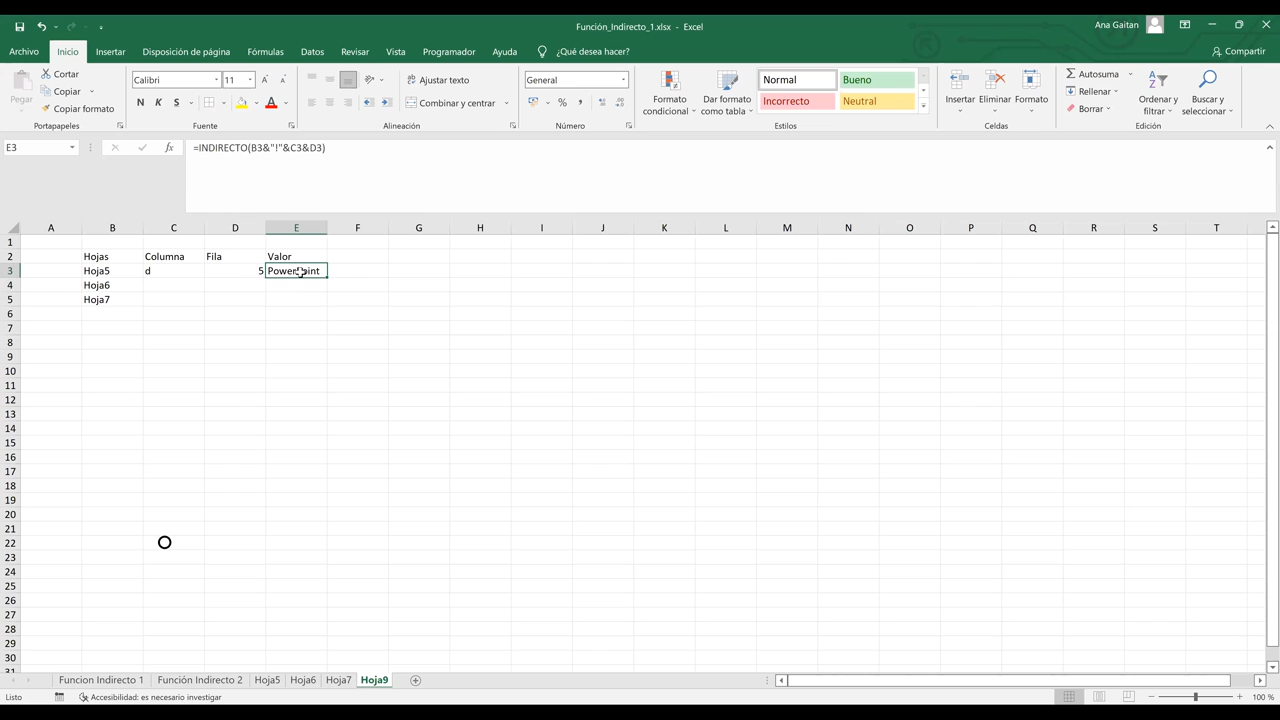 Función_Indirecto_1.xlsx - Excel
Ana Gaitan
Archivo Inicio Insertar Disposición de página Fórmulas Datos Revisar Vista Programador Ayuda ¿Qué desea hacer? Compartir
Pegar
Cortar
Copiar
Copiar formato
Portapapeles
Calibri 11
N K S
Fuente
Ajustar texto
Combinar y centrar
Alineación
General
% 000
Número
Formato condicional
Dar formato como tabla
Normal Bueno
Incorrecto Neutral
Estilos
Insertar Eliminar Formato
Celdas
Autosuma
Rellenar
Borrar
Ordenar y filtrar
Buscar y seleccionar
Edición
E3 fx =INDIRECTO(B3&"!"&C3&D3)
A B C D E F G H I J K L M N O P Q R S T
1
2 Hojas Columna Fila Valor
3 Hoja5 d 5 PowerPoint
4 Hoja6
5 Hoja7
6
7
8
9
10
11
12
13
14
15
16
17
18
19
20
21
22
23
24
25
26
27
28
29
30
31
Funcion Indirecto 1 Función Indirecto 2 Hoja5 Hoja6 Hoja7 Hoja9
Listo Accesibilidad: es necesario investigar 100 %